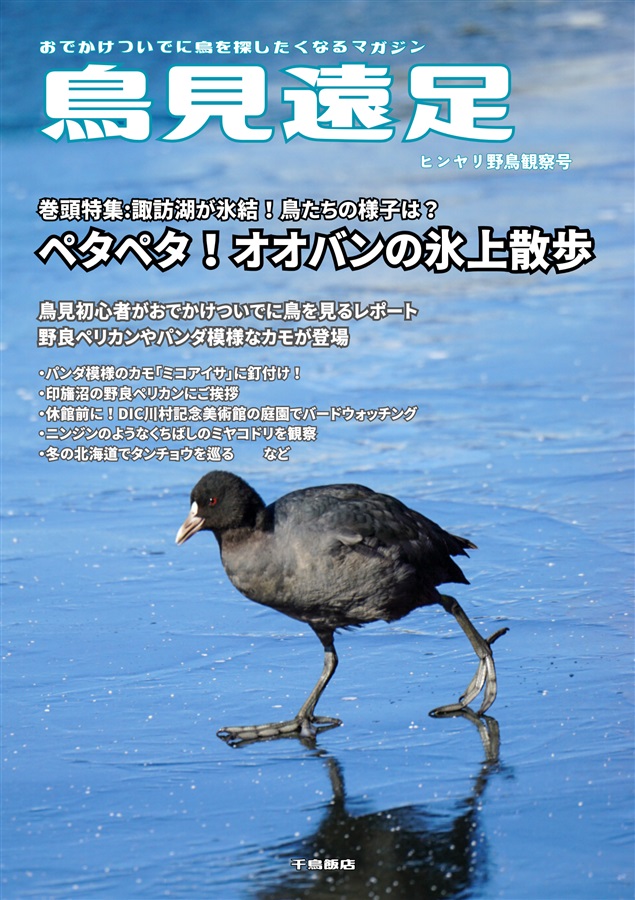 おでかけついでに鳥を探したくなるマガジン
鳥見遠足
ヒンヤリ野鳥観察号
巻頭特集:諏訪湖が氷結！鳥たちの様子は？
ペタペタ！オオバンの氷上散歩
鳥見初心者がおでかけついでに鳥を見るレポート
野良ペリカンやパンダ模様なカモが登場
・パンダ模様のカモ「ミコアイサ」に釘付け！
・印旛沼の野良ペリカンにご挨拶
・休館前に！DIC川村記念美術館の庭園でバードウォッチング
・ニンジンのようなくちばしのミヤコドリを観察
・冬の北海道でタンチョウを巡る　　など
千鳥飯店